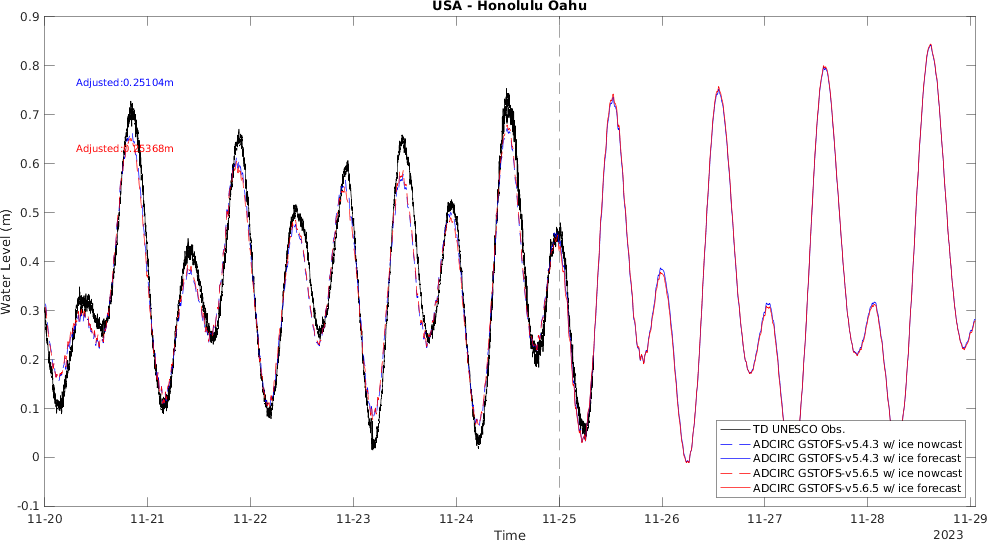 USA - Honolulu Oahu
0.9
0.8
0.7
0.6
0.5
0.4
0.3
0.2
0.1
0
-0.1
Water Level (m)
Adjusted:0.25104m
Adjusted:0.25368m
TD UNESCO Obs.
ADCIRC GSTOFS-v5.4.3 w/ ice nowcast
ADCIRC GSTOFS-v5.4.3 w/ ice forecast
ADCIRC GSTOFS-v5.6.5 w/ ice nowcast
ADCIRC GSTOFS-v5.6.5 w/ ice forecast
11-20 11-21 11-22 11-23 11-24 11-25 11-26 11-27 11-28 11-29
Time
2023